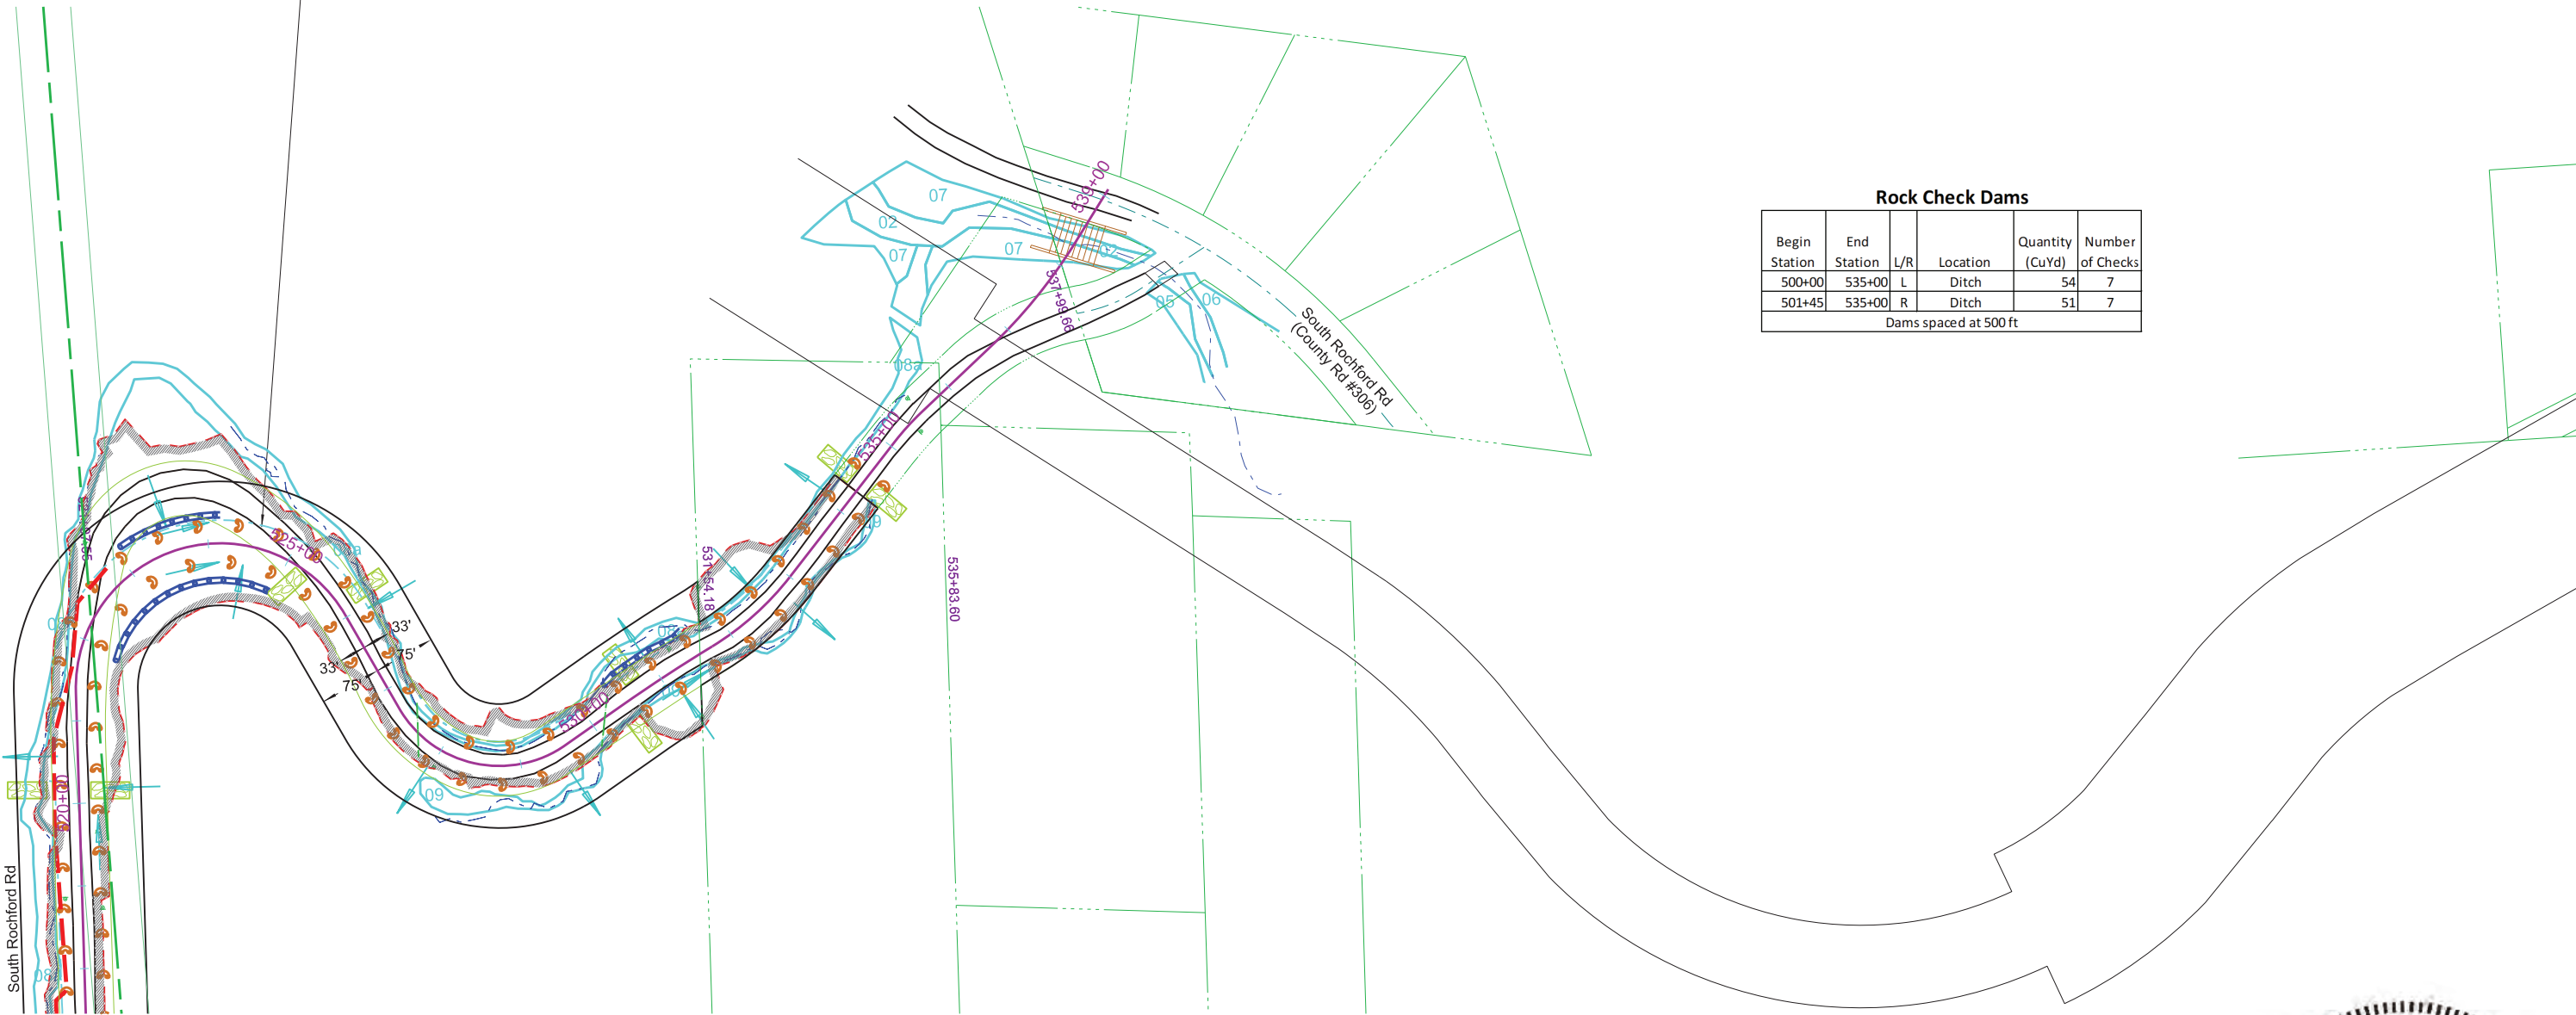 539+00
07
02
07
07
02
537+99.66
05
06
South Rochford Rd
(County Rd #306)
08a
535+00
Rock Check Dams
Begin
Station
End
Station
L/R
Location
Quantity
(CuYd)
Number
of Checks
500+00 535+00 L Ditch 54 7
501+45 535+00 R Ditch 51 7
Dams spaced at 500 ft
525+00
531+54.18
535+83.60
33'
75'
33'
75'
530+00
09
520+00
South Rochford Rd